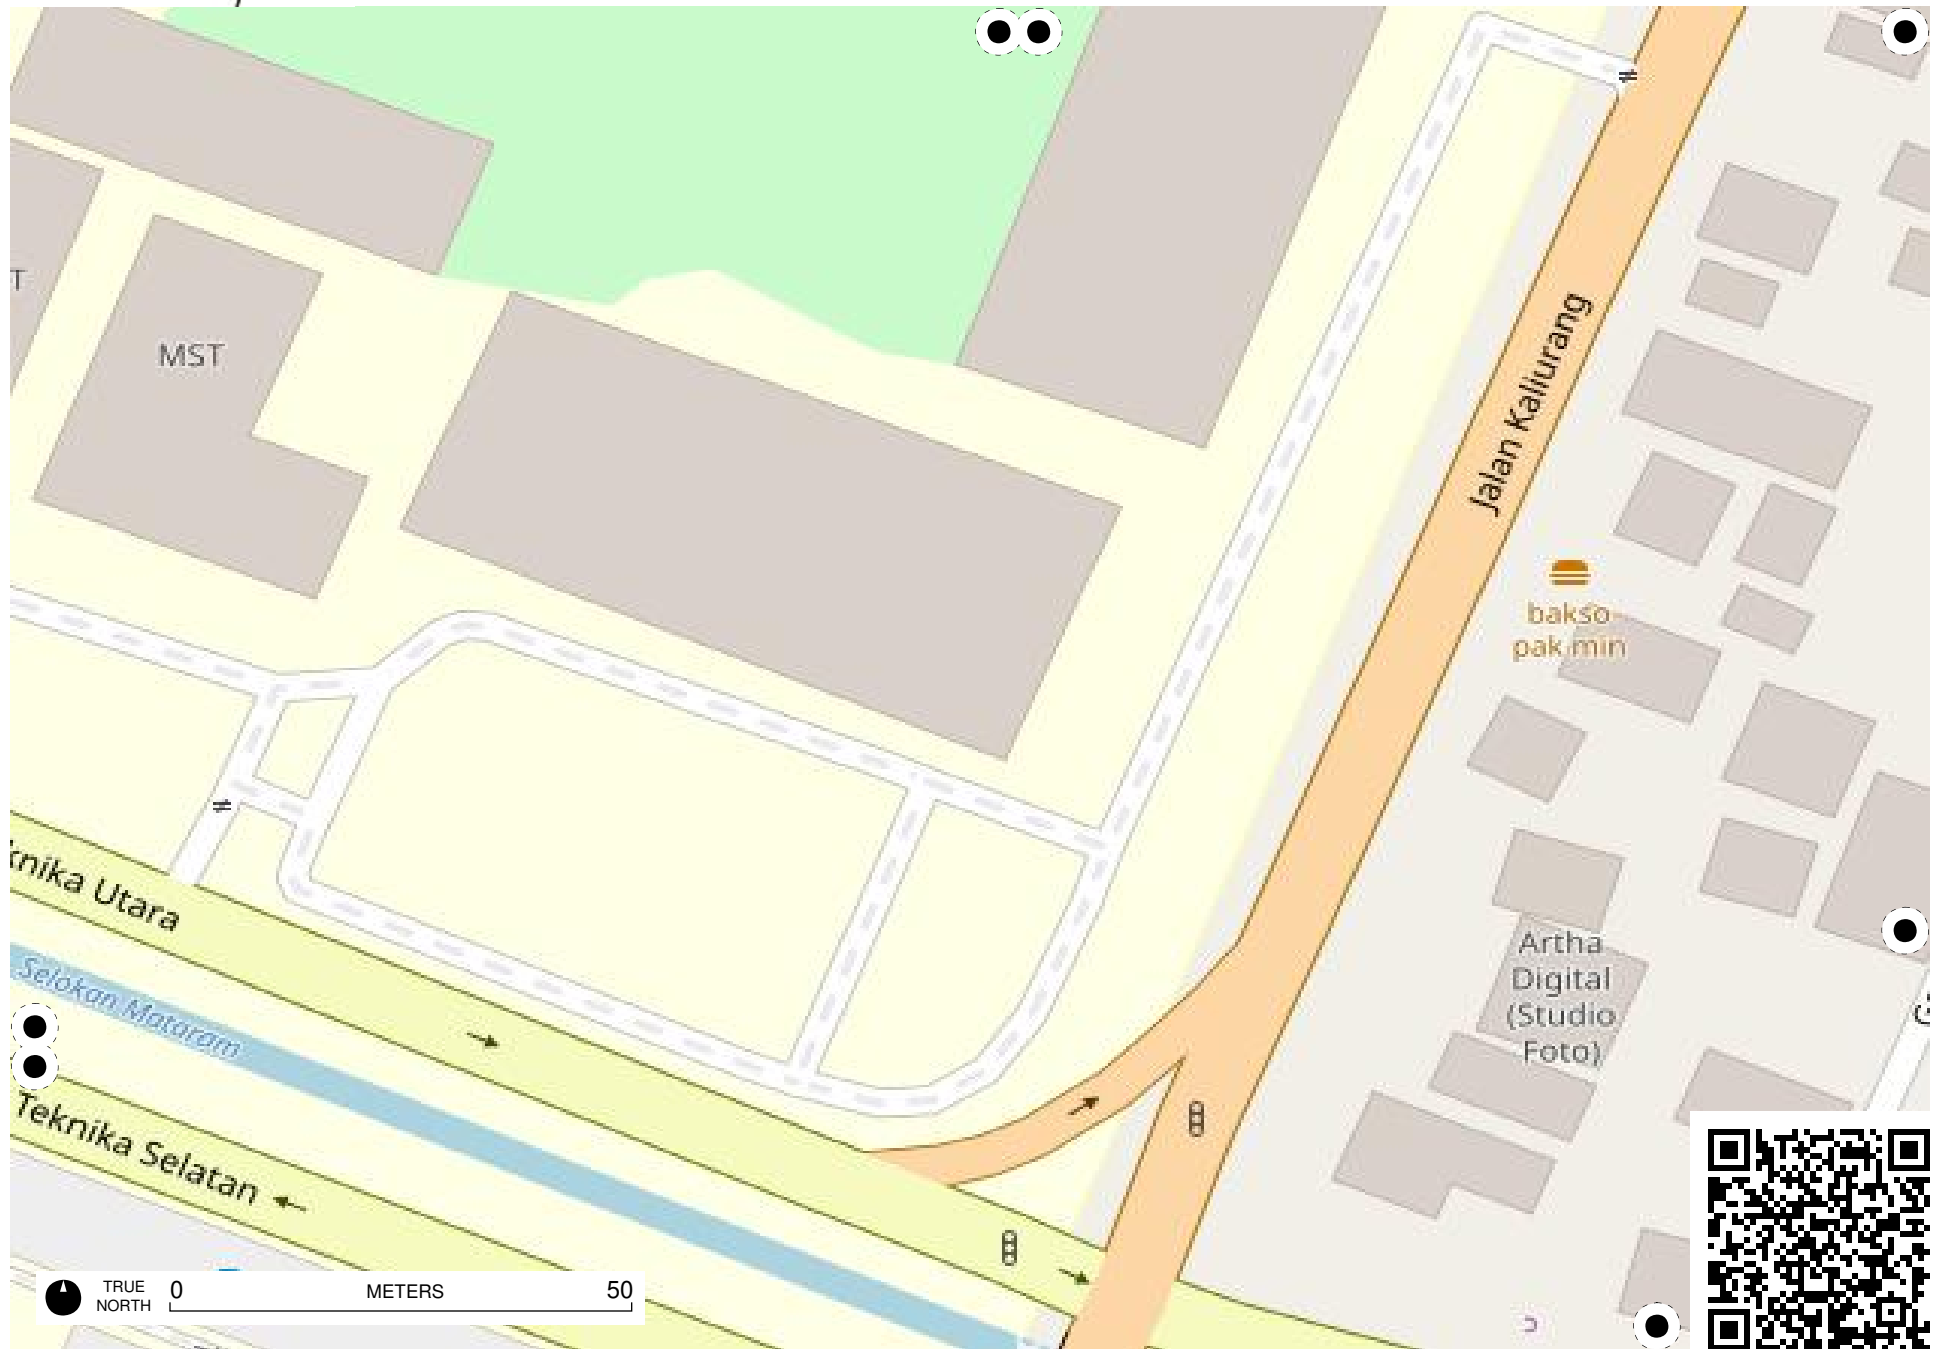 MST
Jalan Kaliurang
bakso
pak min
knika Utara
Artha
Digital
(Studio
Foto)
Selokan Mataram
Teknika Selatan
TRUE
NORTH
0 METERS 50